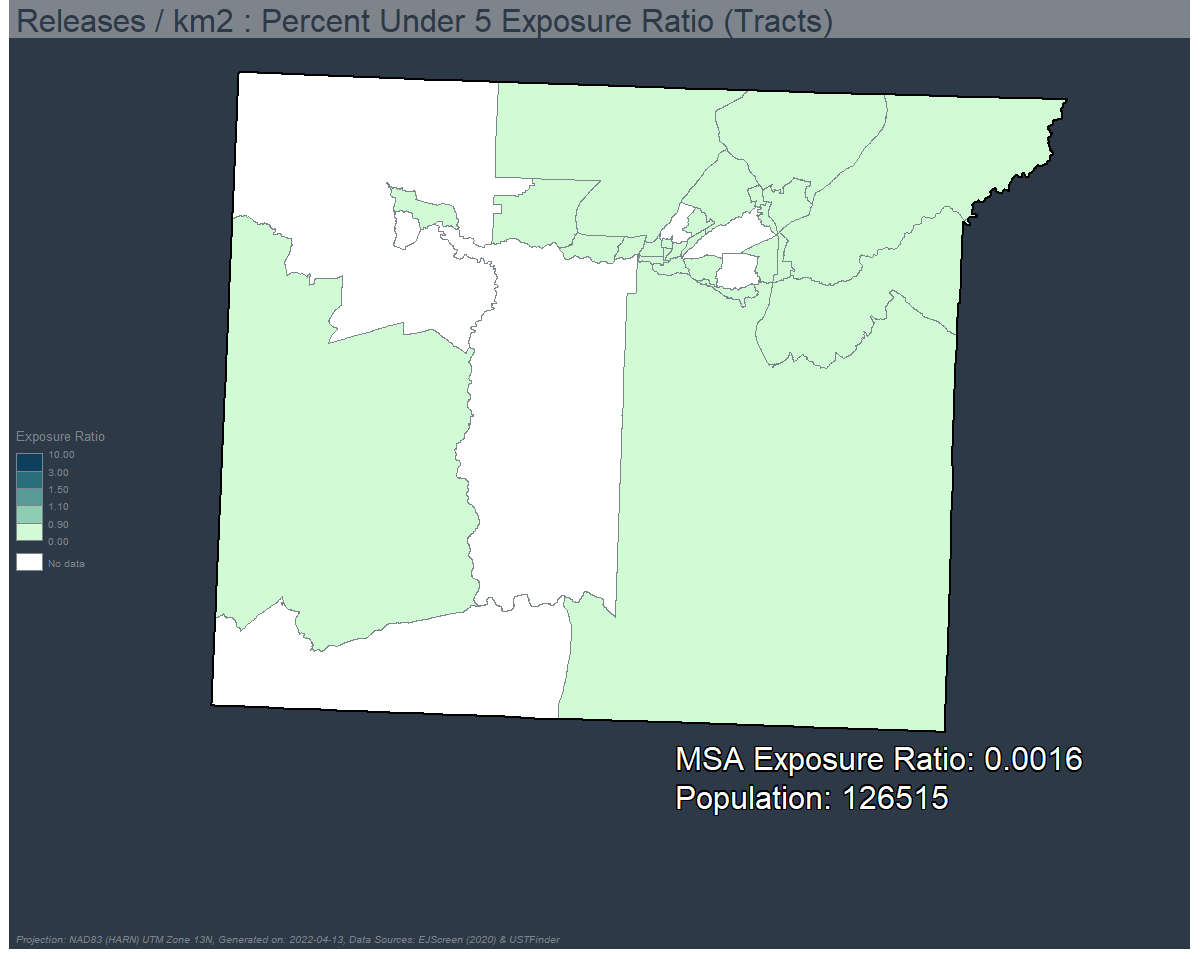 Releases / km2 : Percent Under 5 Exposure Ratio (Tracts)
Exposure Ratio
10.00
3.00
1.50
1.10
0.90
0.00
No data
MSA Exposure Ratio: 0.0016
Population: 126515
Projection: NAD83 (HARN) UTM Zone 13N, Generated on: 2022-04-13, Data Sources: EJScreen (2020) & USTFinder